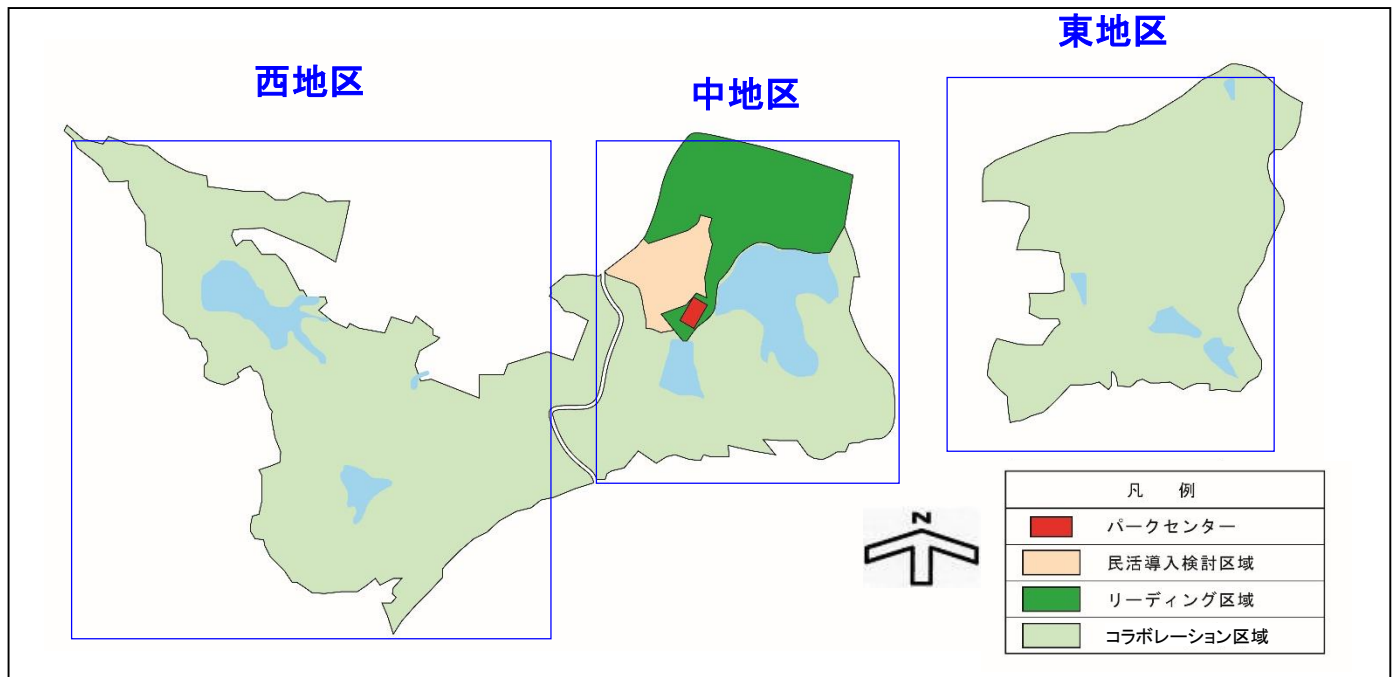 東地区
西地区
中地区
N
凡 例
パークセンター
民活導入検討区域
リーディング区域
コラボレーション区域